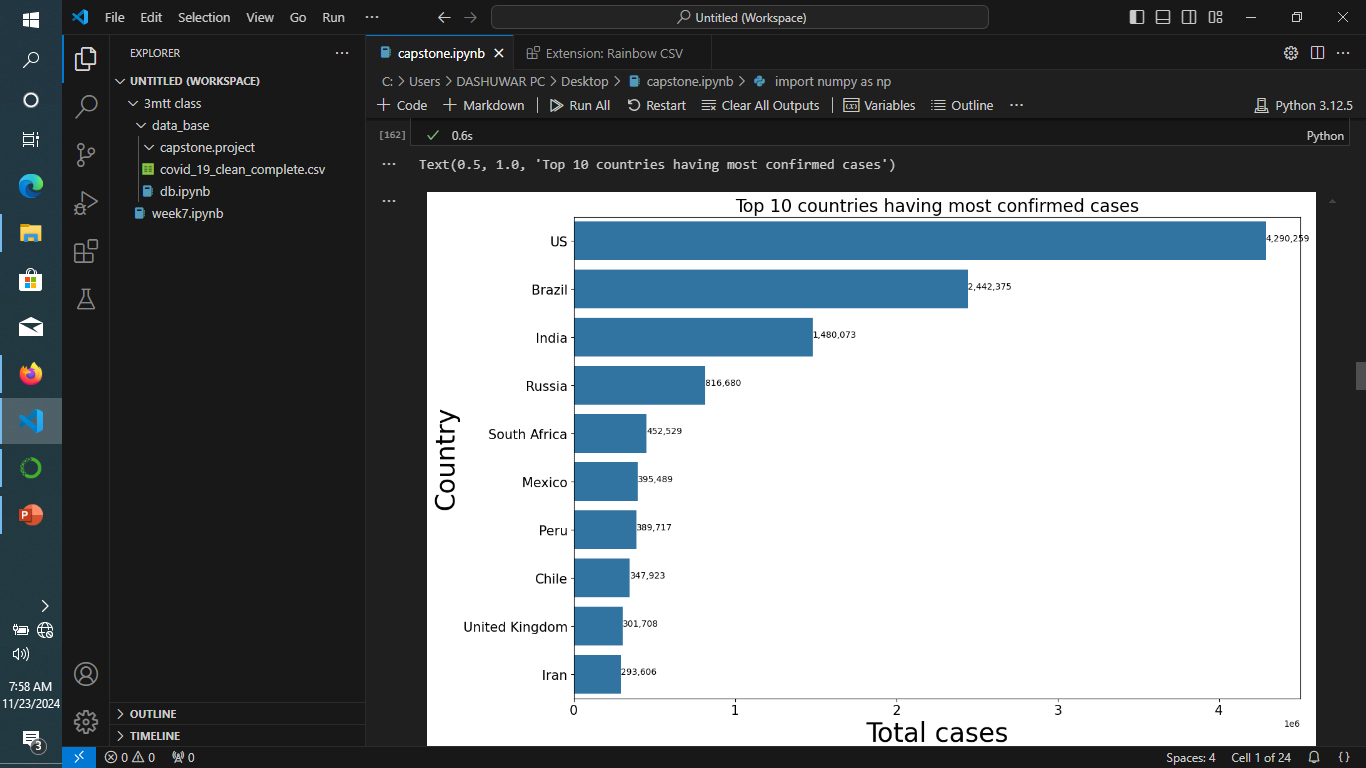 File Edit Selection View Go Run ···
Untitled (Workspace)
EXPLORER ···
UNTITLED (WORKSPACE)
3mtt class
data_base
capstone.project
covid_19_clean_complete.csv
db.ipynb
week7.ipynb
OUTLINE
TIMELINE
capstone.ipynb
Extension: Rainbow CSV
C: > Users > DASHUWAR PC > Desktop > capstone.ipynb > import numpy as np
+ Code + Markdown | Run All Restart Clear All Outputs | Variables Outline ···
Python 3.12.5
[162] 0.6s
Python
Text(0.5, 1.0, 'Top 10 countries having most confirmed cases')
Top 10 countries having most confirmed cases
Country
US 4,290,259
Brazil 2,442,375
India 1,480,073
Russia 816,680
South Africa 452,529
Mexico 395,489
Peru 389,717
Chile 347,923
United Kingdom 301,708
Iran 293,606
0 1 2 3 4
1e6
Total cases
7:58 AM
11/23/2024
3
0 0 0
Spaces: 4 Cell 1 of 24 {}